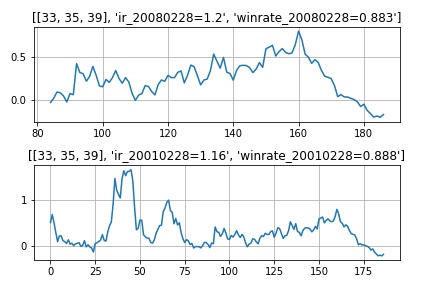 [[33, 35, 39], 'ir_20080228=1.2', 'winrate_20080228=0.883']
0.5
0.0
80 100 120 140 160 180
[[33, 35, 39], 'ir_20010228=1.16', 'winrate_20010228=0.888']
1
0
0 25 50 75 100 125 150 175